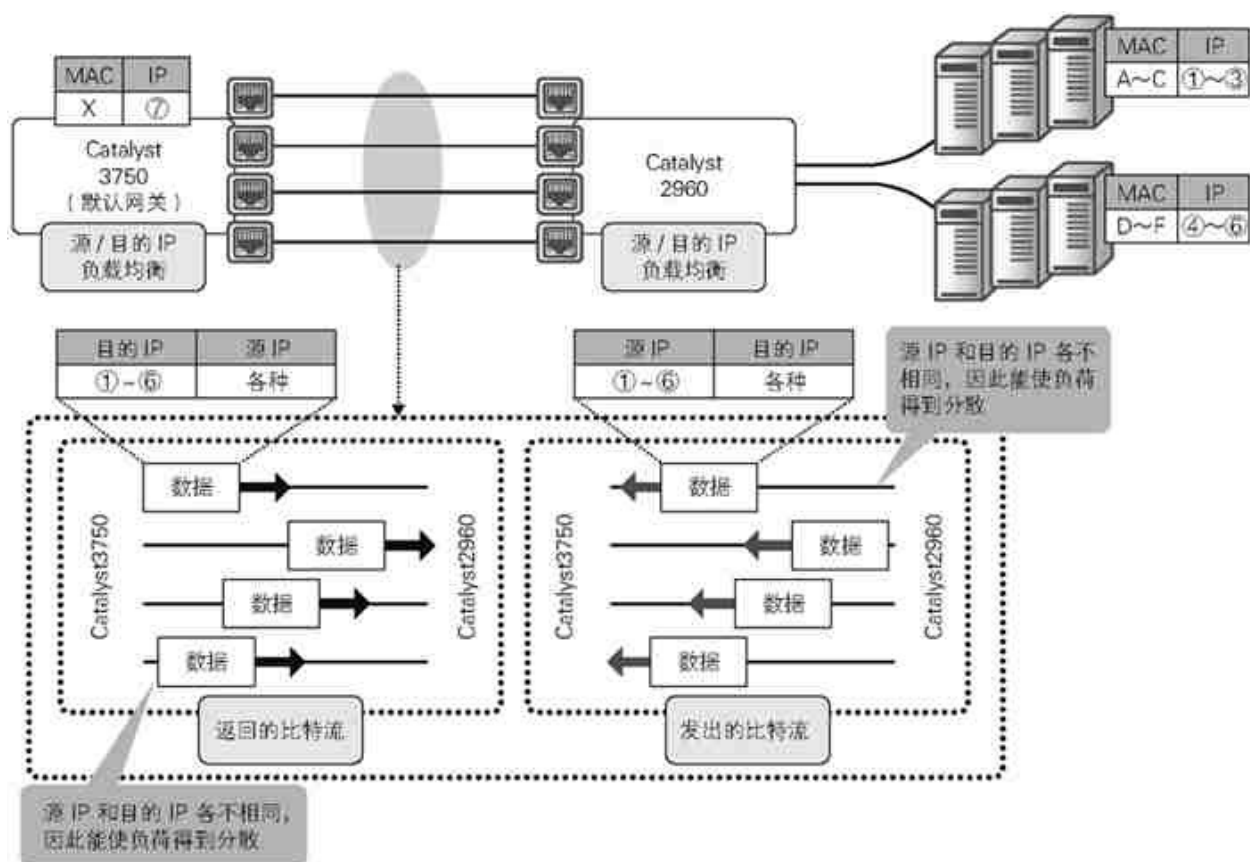 MAC IP
X ⑦
Catalyst
3750
（默认网关）
源 / 目的 IP
负载均衡
Catalyst
2960
源 / 目的 IP
负载均衡
MAC IP
A～C ①～③
MAC IP
D～F ④～⑥
目的 IP 源 IP
①~⑥ 各种
源 IP 目的 IP
①~⑥ 各种
源 IP 和目的 IP 各不
相同，因此能使负荷
得到分散
Catalyst3750
数据
数据
数据
数据
Catalyst2960
返回的比特流
Catalyst3750
数据
数据
数据
数据
Catalyst2960
发出的比特流
源 IP 和目的 IP 各不相同，
因此能使负荷得到分散